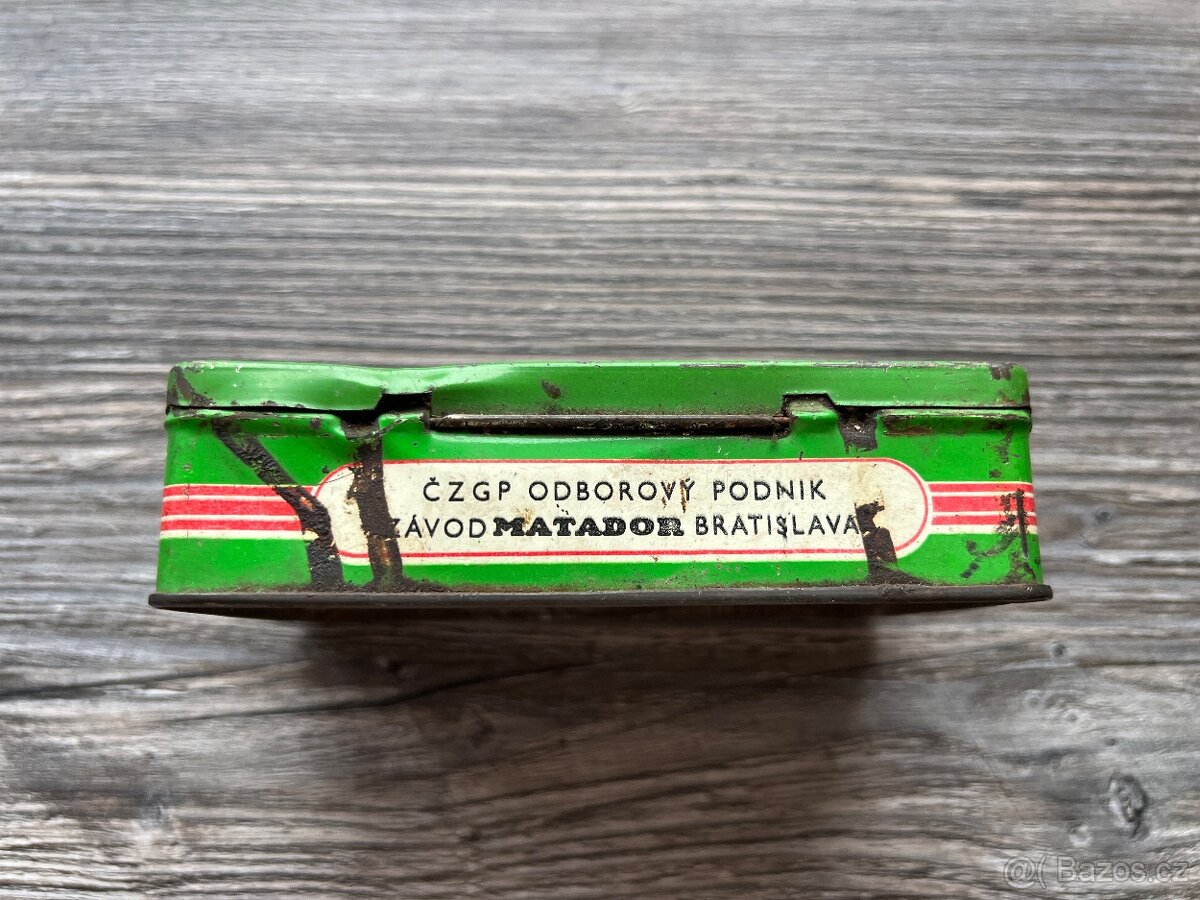 ČZGP ODBOROVÝ PODNIK
ZÁVOD MATADOR BRATISLAVA
@( Bazos.cz